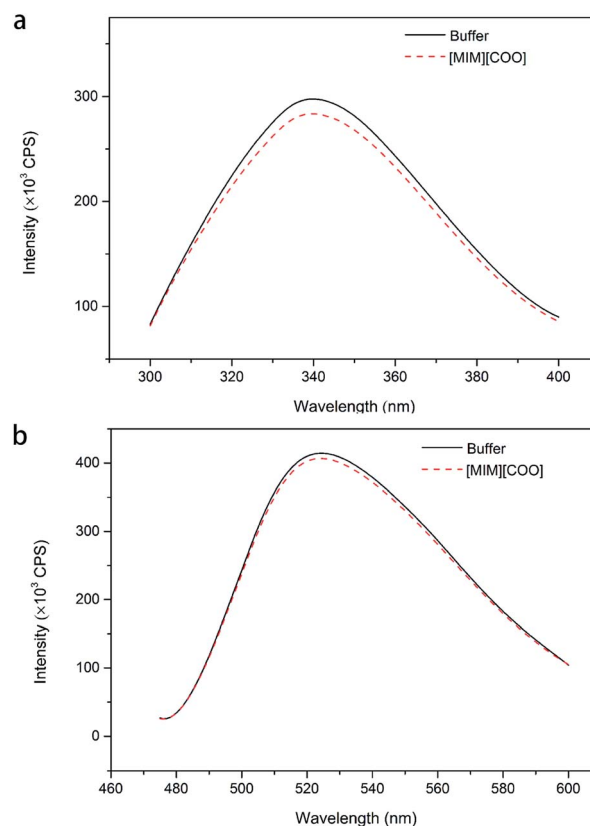 a
Buffer
[MIM][COO]
300
200
100
Intensity (×10³ CPS)
300 320 340 360 380 400
Wavelength (nm)
b
Buffer
[MIM][COO]
400
300
200
100
0
Intensity (×10³ CPS)
460 480 500 520 540 560 580 600
Wavelength (nm)